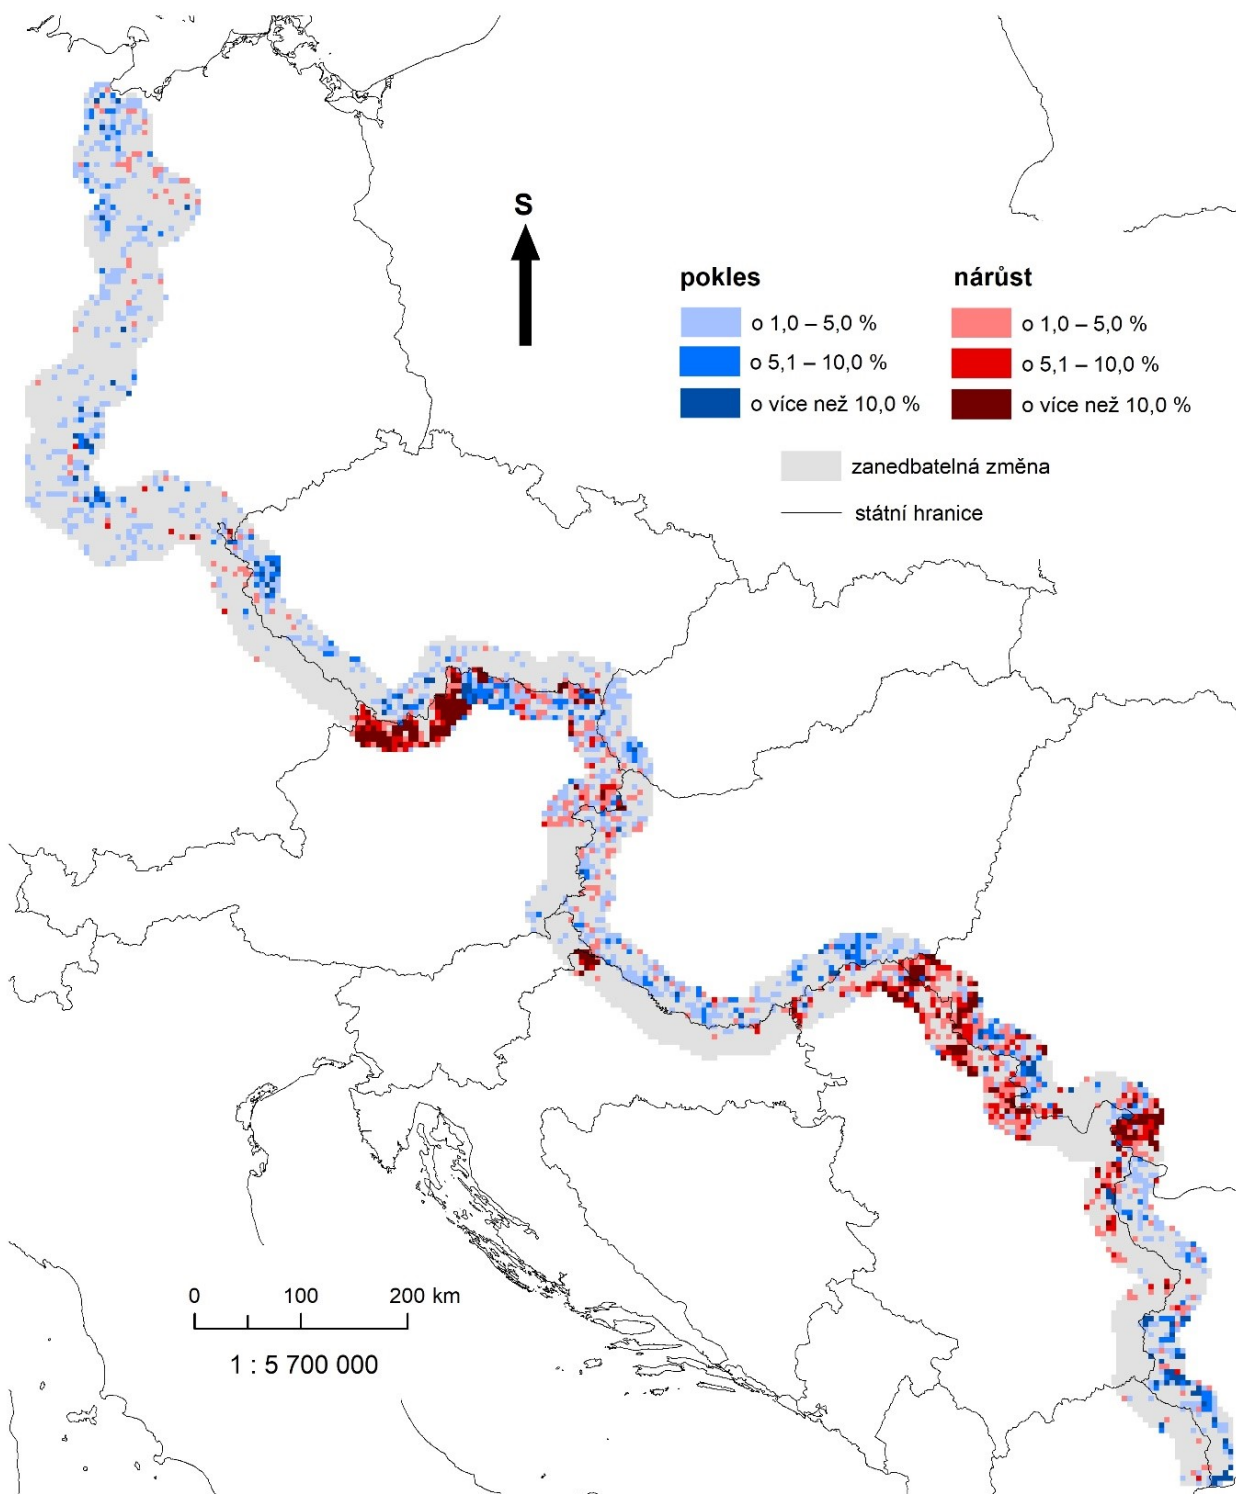 S
pokles
nárůst
o 1,0 – 5,0 %
o 1,0 – 5,0 %
o 5,1 – 10,0 %
o 5,1 – 10,0 %
o více než 10,0 %
o více než 10,0 %
zanedbatelná změna
státní hranice
0 100 200 km
1 : 5 700 000